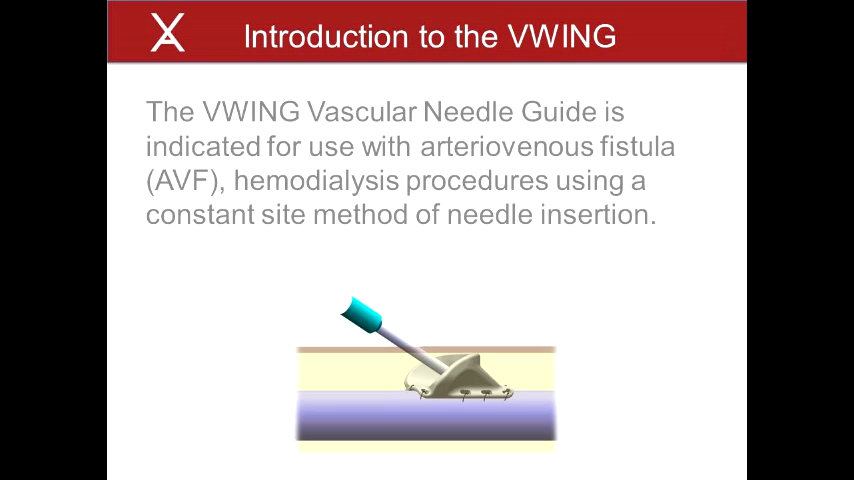 Introduction to the VWING
The VWING Vascular Needle Guide is
indicated for use with arteriovenous fistula
(AVF), hemodialysis procedures using a
constant site method of needle insertion.